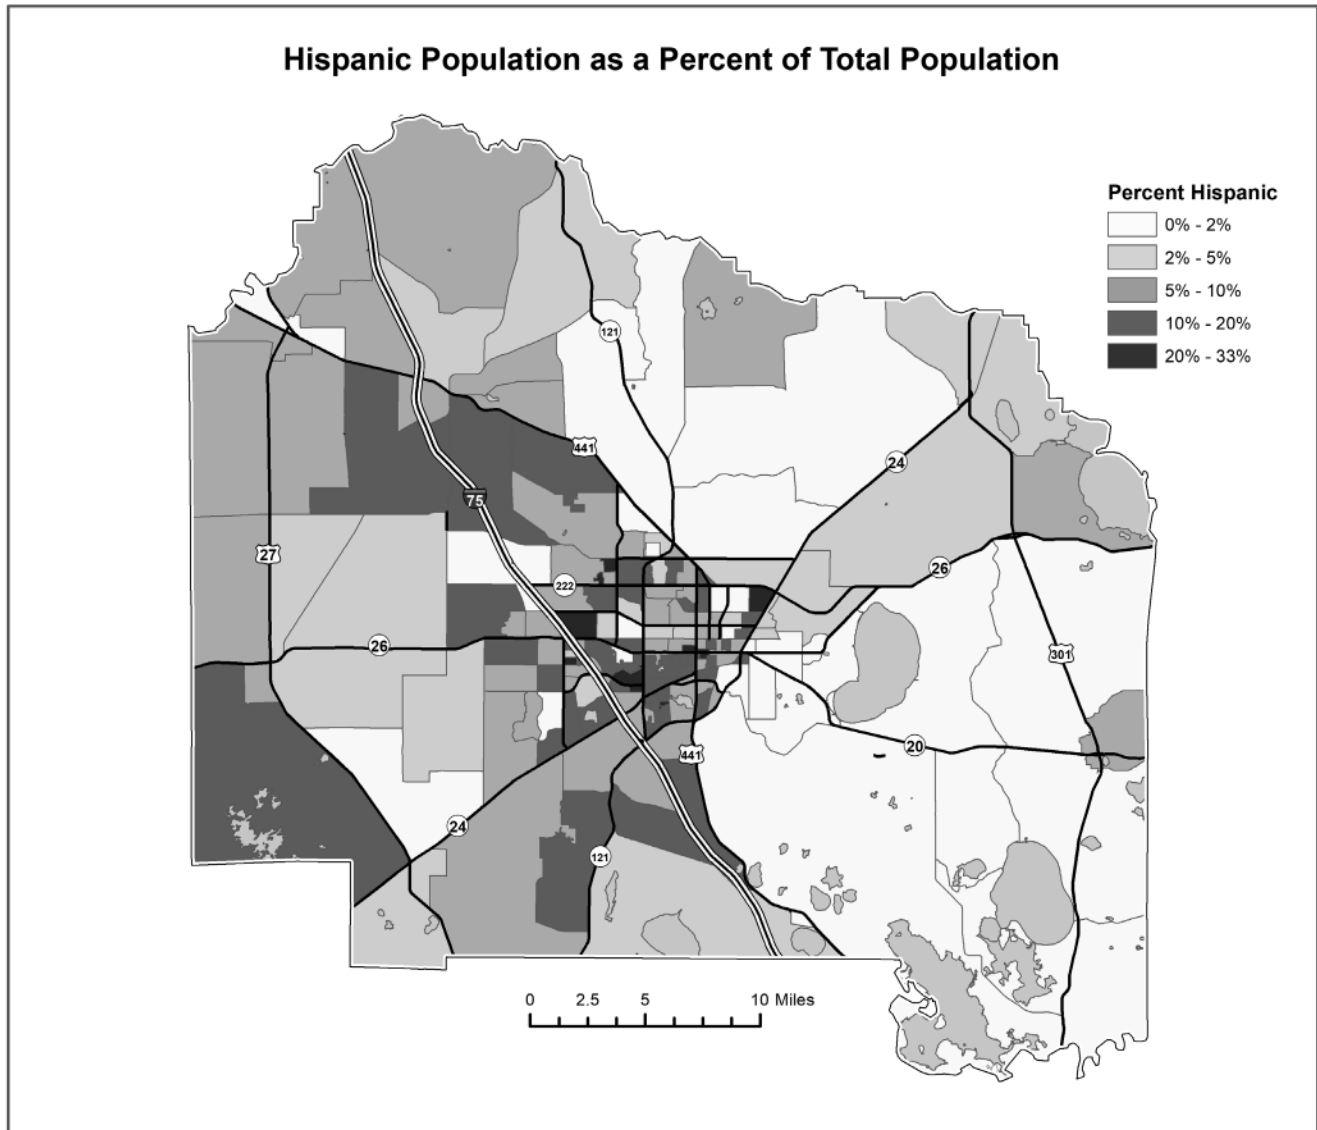 Hispanic Population as a Percent of Total Population
Percent Hispanic
0% - 2%
2% - 5%
5% - 10%
10% - 20%
20% - 33%
121
441
24
75
27
26
222
26
301
441
20
24
121
0 2.5 5 10 Miles